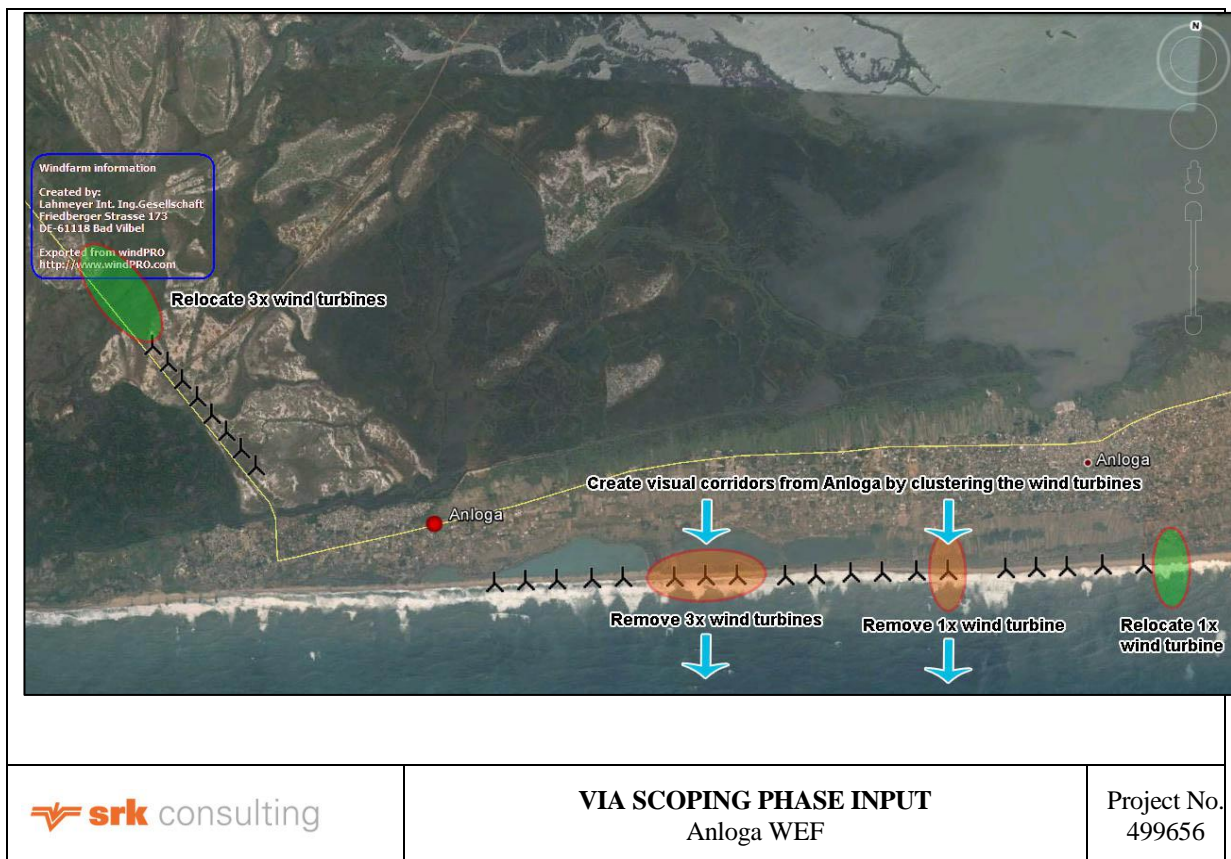 N
Windfarm information
Created by:
Lahmeyer Int. Ing.Gesellschaft
Friedberger Strasse 173
DE-61118 Bad Vilbel
Exported from windPRO
http://www.windPRO.com
Relocate 3x wind turbines
Anloga
Create visual corridors from Anloga by clustering the wind turbines
Anloga
Remove 3x wind turbines
Remove 1x wind turbine
Relocate 1x
wind turbine
srk consulting
VIA SCOPING PHASE INPUT
Anloga WEF
Project No.
499656